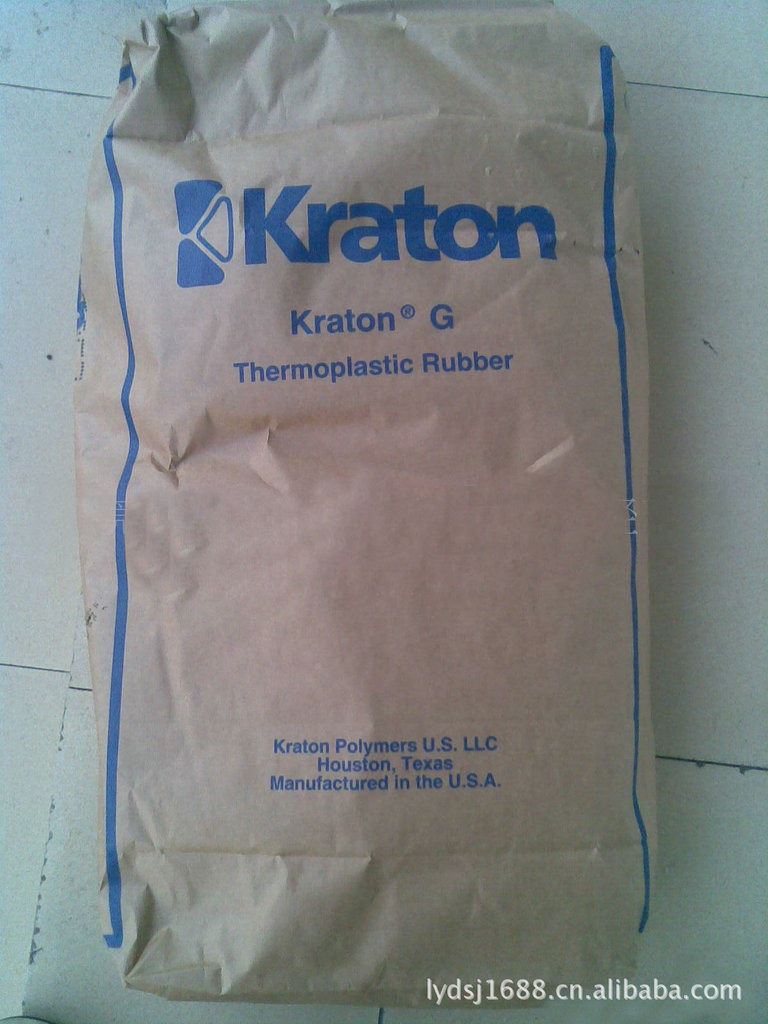 Kraton
Kraton® G
Thermoplastic Rubber
Kraton Polymers U.S. LLC
Houston, Texas
Manufactured in the U.S.A.
lydsj1688.cn.alibaba.com